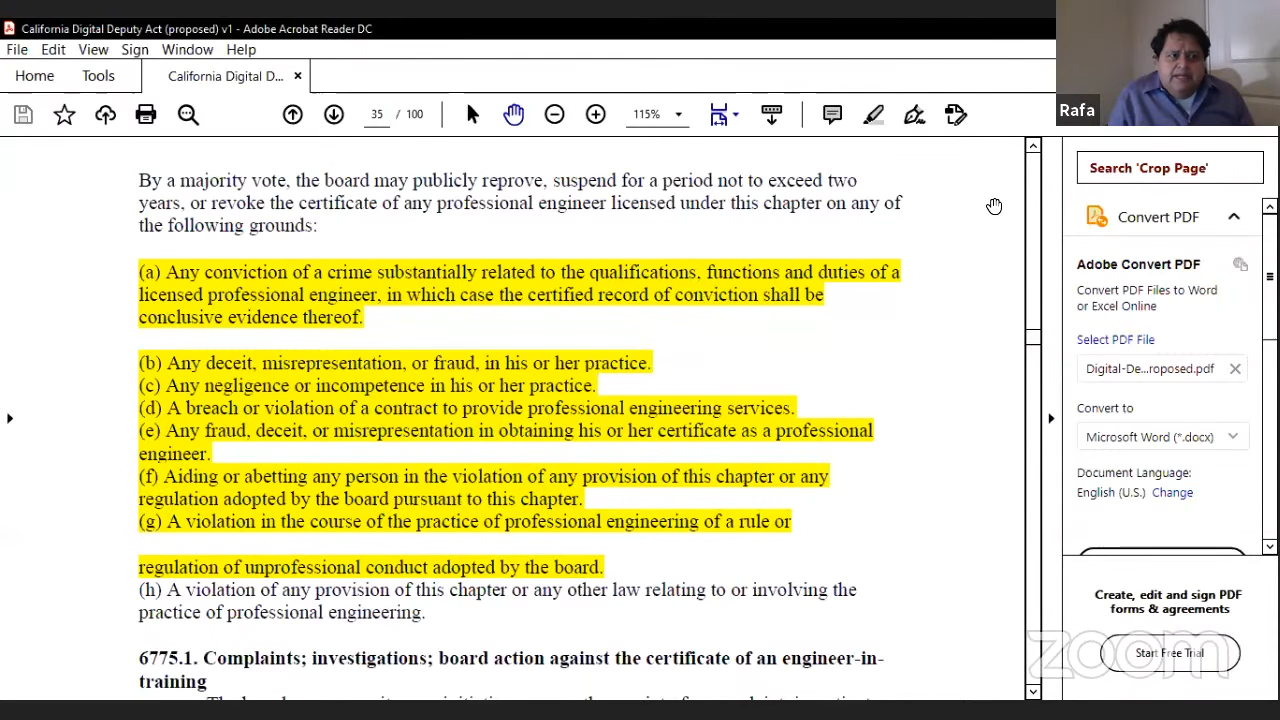 California Digital Deputy Act (proposed) v1 - Adobe Acrobat Reader DC
File Edit View Sign Window Help
Home Tools California Digital D... ×
35 / 100 115%
Rafa
By a majority vote, the board may publicly reprove, suspend for a period not to exceed two
years, or revoke the certificate of any professional engineer licensed under this chapter on any of
the following grounds:
(a) Any conviction of a crime substantially related to the qualifications, functions and duties of a
licensed professional engineer, in which case the certified record of conviction shall be
conclusive evidence thereof.
(b) Any deceit, misrepresentation, or fraud, in his or her practice.
(c) Any negligence or incompetence in his or her practice.
(d) A breach or violation of a contract to provide professional engineering services.
(e) Any fraud, deceit, or misrepresentation in obtaining his or her certificate as a professional
engineer.
(f) Aiding or abetting any person in the violation of any provision of this chapter or any
regulation adopted by the board pursuant to this chapter.
(g) A violation in the course of the practice of professional engineering of a rule or
regulation of unprofessional conduct adopted by the board.
(h) A violation of any provision of this chapter or any other law relating to or involving the
practice of professional engineering.
6775.1. Complaints; investigations; board action against the certificate of an engineer-in-
training
Search 'Crop Page'
Convert PDF
Adobe Convert PDF
Convert PDF Files to Word
or Excel Online
Select PDF File
Digital-De...roposed.pdf
Convert to
Microsoft Word (*.docx)
Document Language:
English (U.S.) Change
Create, edit and sign PDF
forms & agreements
Start Free Trial
zoom